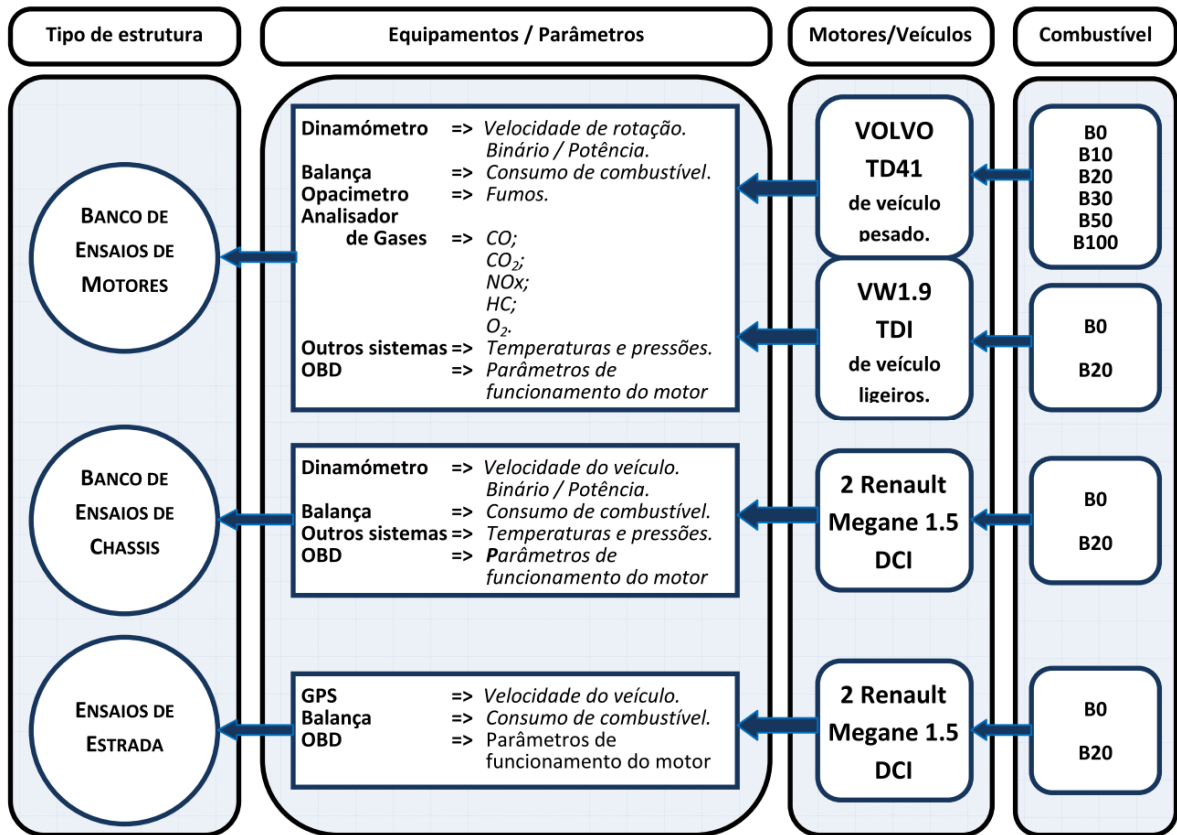 Tipo de estrutura
Equipamentos / Parâmetros
Motores/Veículos
Combustível
BANCO DE
ENSAIOS DE
MOTORES
Dinamómetro => Velocidade de rotação.
Binário / Potência.
Balança => Consumo de combustível.
Opacimetro => Fumos.
Analisador
de Gases => CO;
CO₂;
NOx;
HC;
O₂.
Outros sistemas => Temperaturas e pressões.
OBD => Parâmetros de
funcionamento do motor
VOLVO
TD41
de veículo
pesado.
B0
B10
B20
B30
B50
B100
VW1.9
TDI
de veículo
ligeiros.
B0
B20
BANCO DE
ENSAIOS DE
CHASSIS
Dinamómetro => Velocidade do veículo.
Binário / Potência.
Balança => Consumo de combustível.
Outros sistemas => Temperaturas e pressões.
OBD => Parâmetros de
funcionamento do motor
2 Renault
Megane 1.5
DCI
B0
B20
ENSAIOS DE
ESTRADA
GPS => Velocidade do veículo.
Balança => Consumo de combustível.
OBD => Parâmetros de
funcionamento do motor
2 Renault
Megane 1.5
DCI
B0
B20